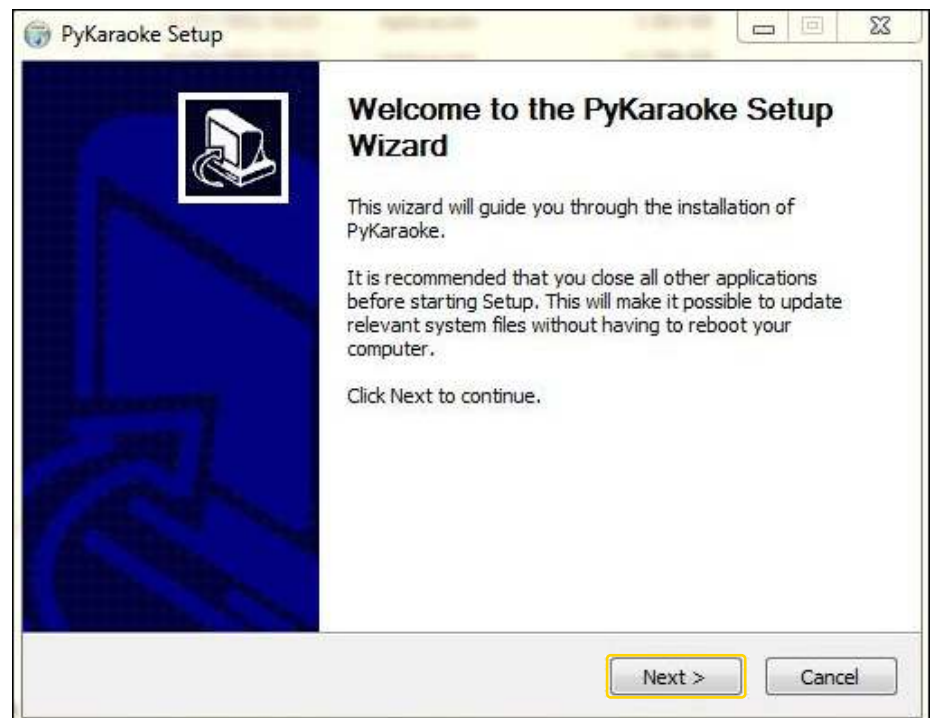 PyKaraoke Setup
Welcome to the PyKaraoke Setup
Wizard
This wizard will guide you through the installation of
PyKaraoke.
It is recommended that you close all other applications
before starting Setup. This will make it possible to update
relevant system files without having to reboot your
computer.
Click Next to continue.
Next >
Cancel